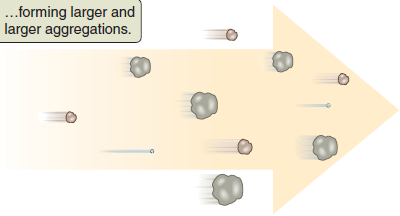 …forming larger and
larger aggregations.